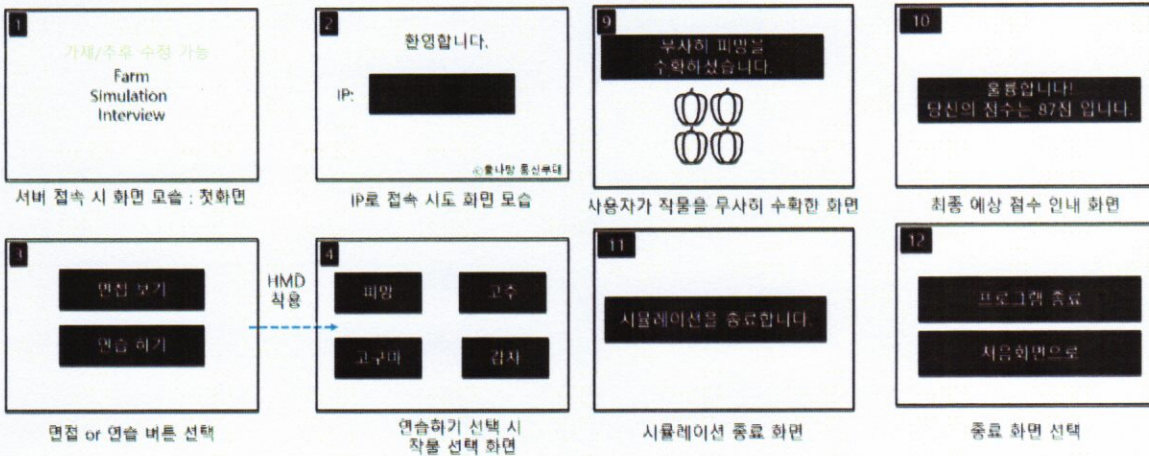 1
가제/추후 수정 가능
Farm
Simulation
Interview
서버 접속 시 화면 모습 : 첫화면
2
환영합니다.
IP:
통신부대
IP로 접속 시도 화면 모습
9
무사히 피망을
수확하셨습니다.
사용자가 작물을 무사히 수확한 화면
10
훌륭합니다!
당신의 점수는 87점 입니다.
최종 예상 점수 안내 화면
3
면접 보기
연습 하기
면접 or 연습 버튼 선택
HMD
착용
4
피망
고추
고구마
감자
연습하기 선택 시
작물 선택 화면
11
시뮬레이션을 종료합니다.
시뮬레이션 종료 화면
12
프로그램 종료
처음화면으로
종료 화면 선택